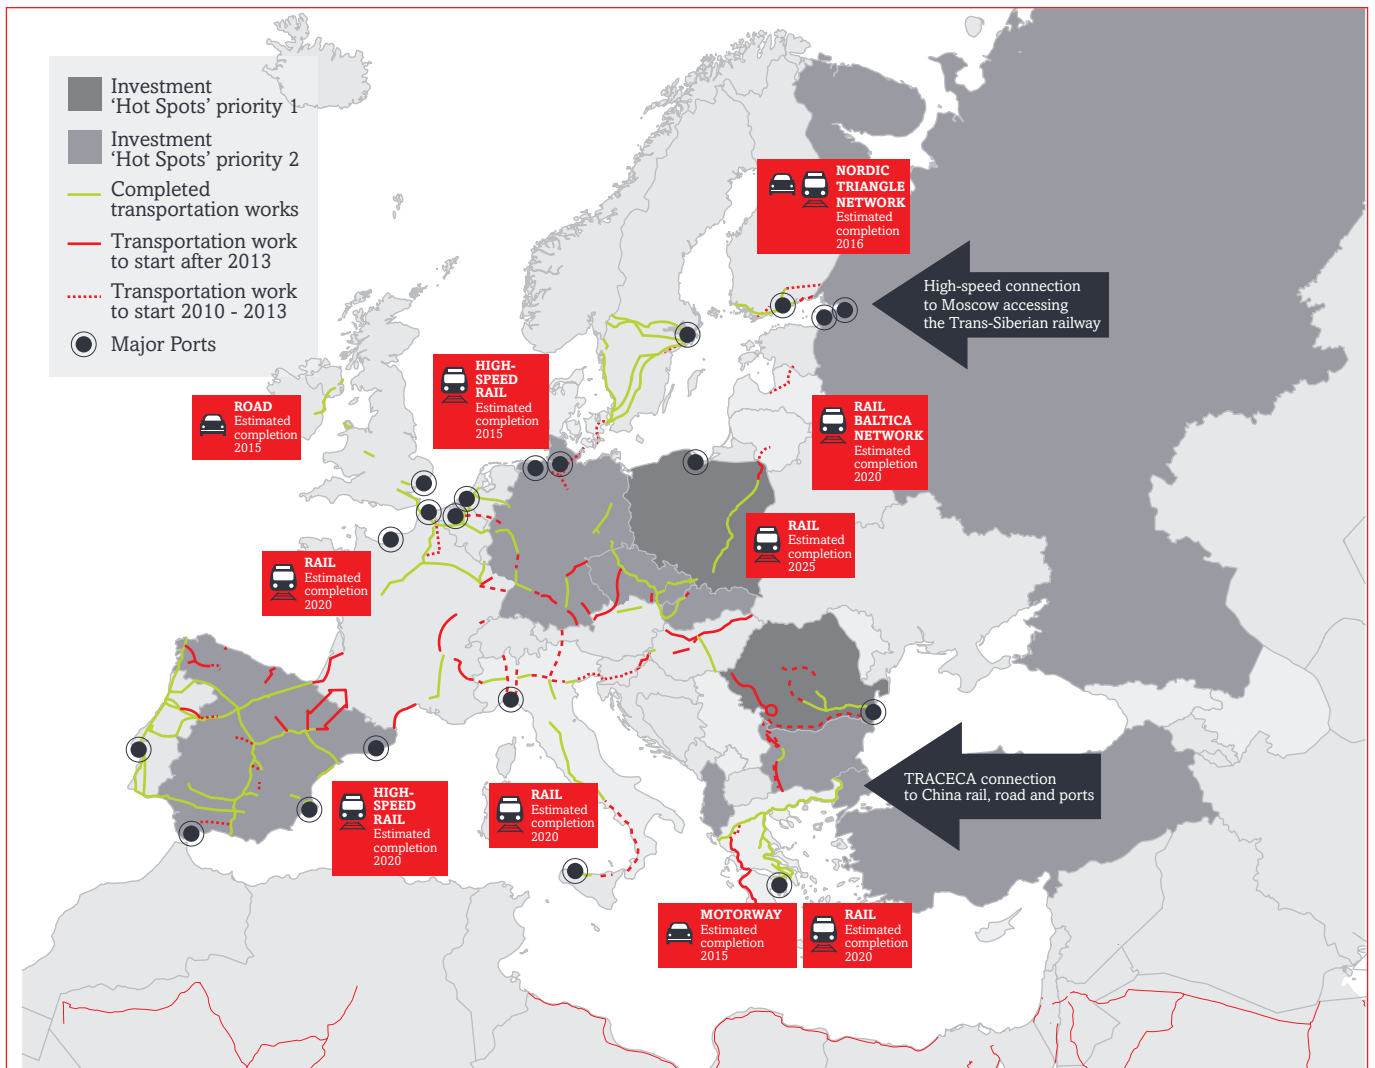 Investment
'Hot Spots' priority 1
Investment
'Hot Spots' priority 2
Completed
transportation works
Transportation work
to start after 2013
Transportation work
to start 2010 - 2013
Major Ports
NORDIC
TRIANGLE
NETWORK
Estimated
completion
2016
High-speed connection
to Moscow accessing
the Trans-Siberian railway
HIGH-
SPEED
RAIL
Estimated
completion
2015
ROAD
Estimated
completion
2015
RAIL
BALTICA
NETWORK
Estimated
completion
2020
RAIL
Estimated
completion
2025
RAIL
Estimated
completion
2020
TRACECA connection
to China rail, road and ports
HIGH-
SPEED
RAIL
Estimated
completion
2020
RAIL
Estimated
completion
2020
MOTORWAY
Estimated
completion
2015
RAIL
Estimated
completion
2020